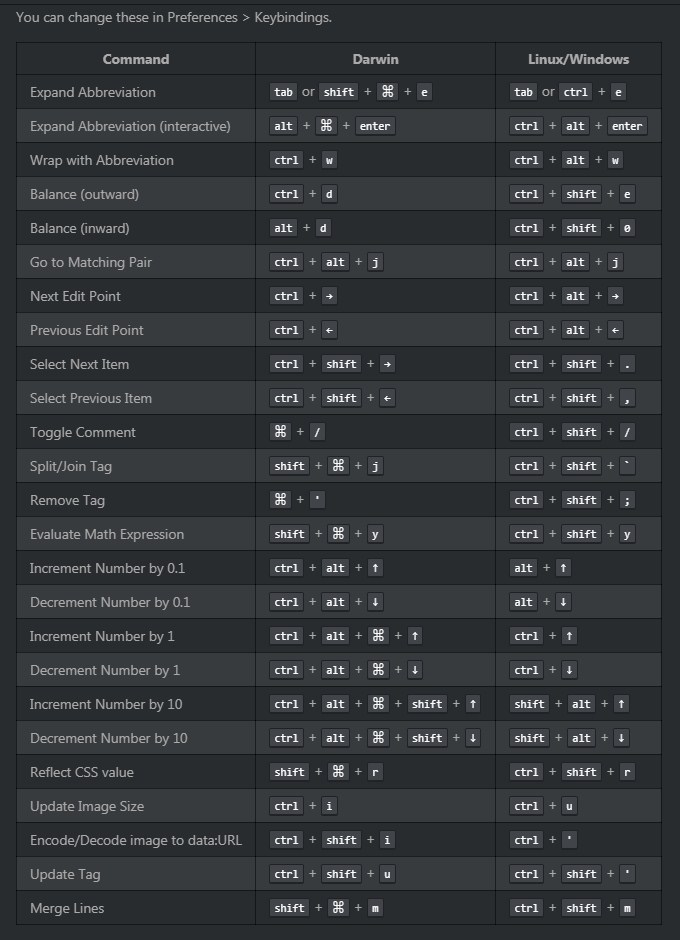 You can change these in Preferences > Keybindings.
Command Darwin Linux/Windows
Expand Abbreviation tab or shift + ⌘ + e tab or ctrl + e
Expand Abbreviation (interactive) alt + ⌘ + enter ctrl + alt + enter
Wrap with Abbreviation ctrl + w ctrl + alt + w
Balance (outward) ctrl + d ctrl + shift + e
Balance (inward) alt + d ctrl + shift + 0
Go to Matching Pair ctrl + alt + j ctrl + alt + j
Next Edit Point ctrl + → ctrl + alt + →
Previous Edit Point ctrl + ← ctrl + alt + ←
Select Next Item ctrl + shift + → ctrl + shift + .
Select Previous Item ctrl + shift + ← ctrl + shift + ,
Toggle Comment ⌘ + / ctrl + shift + /
Split/Join Tag shift + ⌘ + j ctrl + shift + `
Remove Tag ⌘ + ' ctrl + shift + ;
Evaluate Math Expression shift + ⌘ + y ctrl + shift + y
Increment Number by 0.1 ctrl + alt + ↑ alt + ↑
Decrement Number by 0.1 ctrl + alt + ↓ alt + ↓
Increment Number by 1 ctrl + alt + ⌘ + ↑ ctrl + ↑
Decrement Number by 1 ctrl + alt + ⌘ + ↓ ctrl + ↓
Increment Number by 10 ctrl + alt + ⌘ + shift + ↑ shift + alt + ↑
Decrement Number by 10 ctrl + alt + ⌘ + shift + ↓ shift + alt + ↓
Reflect CSS value shift + ⌘ + r ctrl + shift + r
Update Image Size ctrl + i ctrl + u
Encode/Decode image to data:URL ctrl + shift + i ctrl + '
Update Tag ctrl + shift + u ctrl + shift + '
Merge Lines shift + ⌘ + m ctrl + shift + m